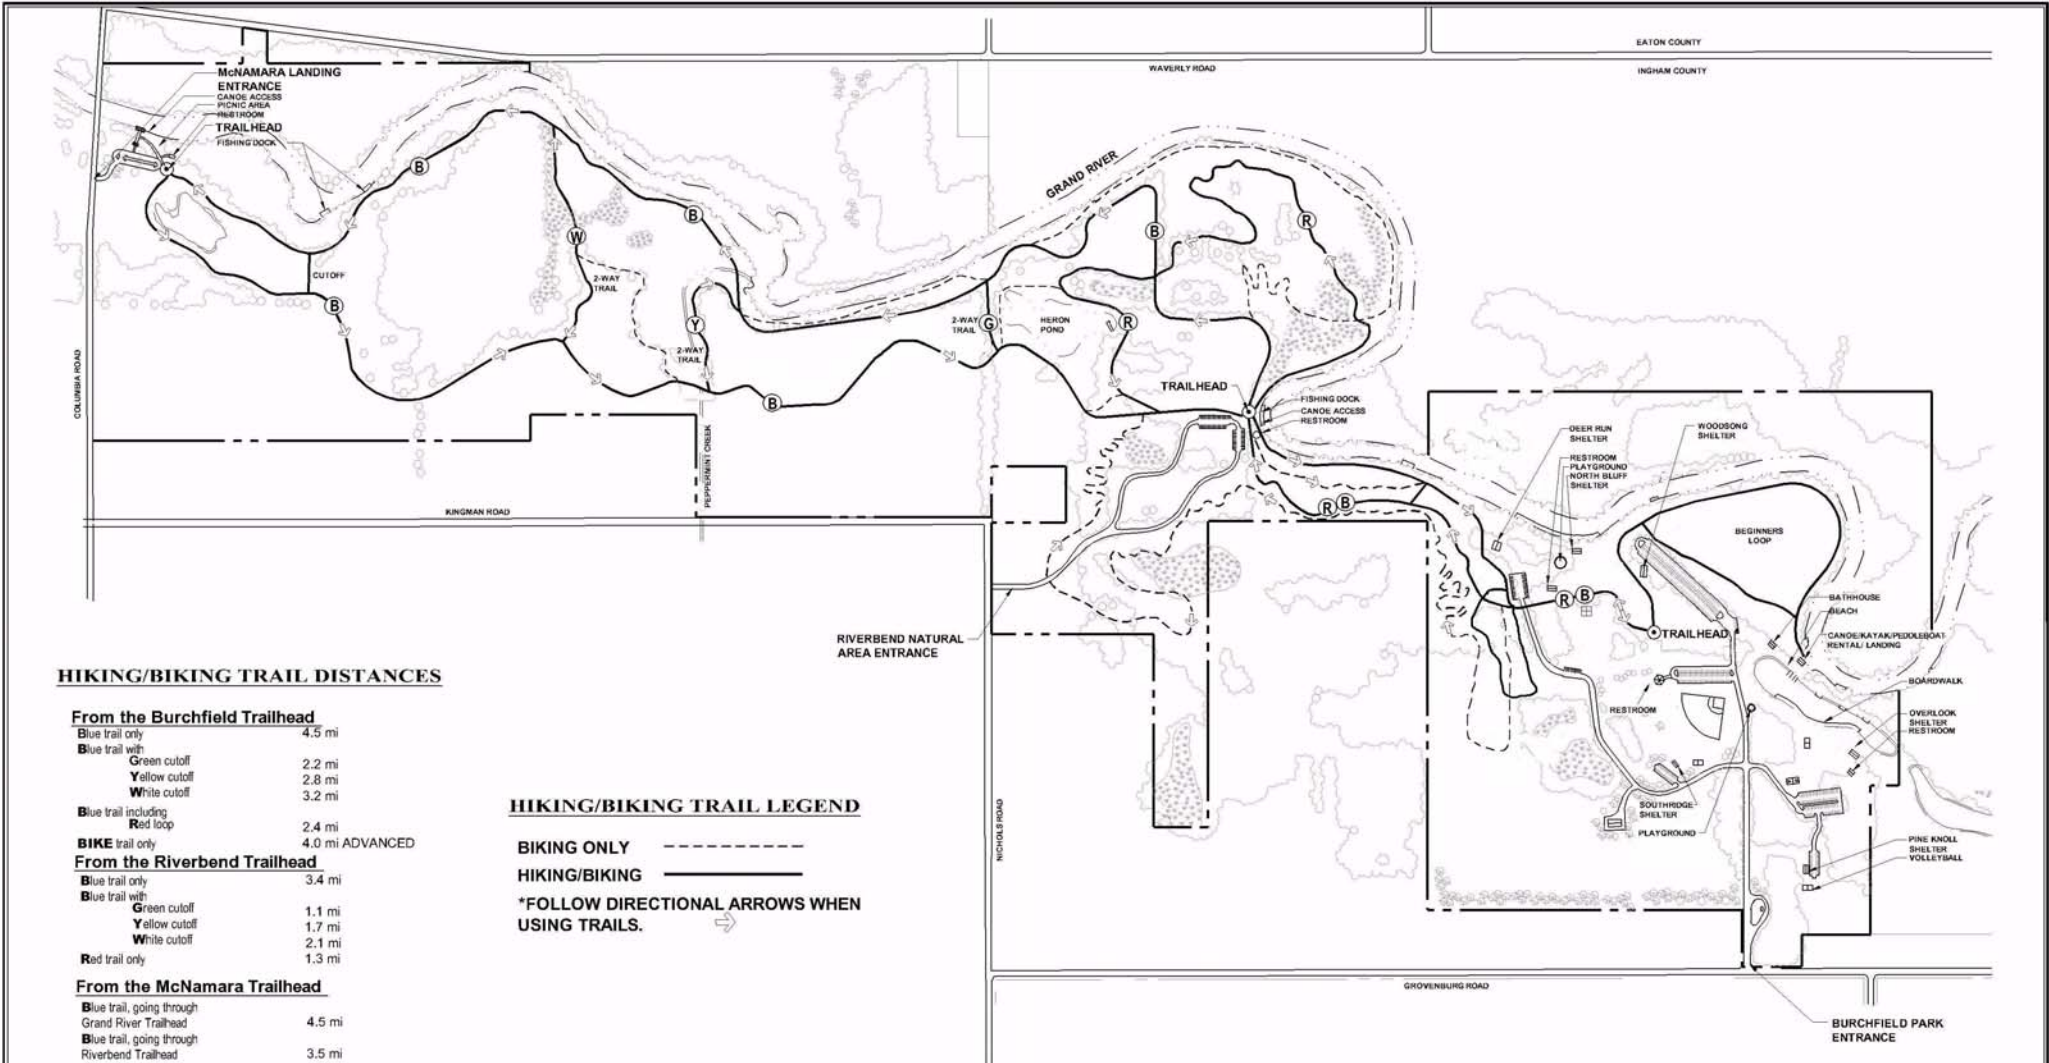 EATON COUNTY
WAVERLY ROAD
INGHAM COUNTY
McNAMARA LANDING
ENTRANCE
CANOE ACCESS
PICNIC AREA
RESTROOM
TRAILHEAD
FISHING DOCK
B
B
W
B
R
GRAND RIVER
CUTOFF
2-WAY
TRAIL
B
Y
2-WAY
TRAIL
G
2-WAY
TRAIL
HERON
POND
R
B
B
COLUMBIA ROAD
TRAILHEAD
FISHING DOCK
CANOE ACCESS
RESTROOM
PEPPERMINT CREEK
KINGMAN ROAD
DEER RUN
SHELTER
WOODSONG
SHELTER
RESTROOM
PLAYGROUND
NORTH BLUFF
SHELTER
R B
BEGINNERS
LOOP
R B
BATHHOUSE
BEACH
TRAILHEAD
CANOE/KAYAK/PEDDLEBOAT
RENTAL/ LANDING
RIVERBEND NATURAL
AREA ENTRANCE
BOARDWALK
RESTROOM
OVERLOOK
SHELTER
RESTROOM
SOUTHRIDGE
SHELTER
PLAYGROUND
PINE KNOLL
SHELTER
VOLLEYBALL
NICHOLS ROAD
GROVENBURG ROAD
BURCHFIELD PARK
ENTRANCE
HIKING/BIKING TRAIL DISTANCES
From the Burchfield Trailhead
Blue trail only 4.5 mi
Blue trail with
Green cutoff 2.2 mi
Yellow cutoff 2.8 mi
White cutoff 3.2 mi
Blue trail including
Red loop 2.4 mi
BIKE trail only 4.0 mi ADVANCED
From the Riverbend Trailhead
Blue trail only 3.4 mi
Blue trail with
Green cutoff 1.1 mi
Yellow cutoff 1.7 mi
White cutoff 2.1 mi
Red trail only 1.3 mi
From the McNamara Trailhead
Blue trail, going through
Grand River Trailhead 4.5 mi
Blue trail, going through
Riverbend Trailhead 3.5 mi
HIKING/BIKING TRAIL LEGEND
BIKING ONLY
HIKING/BIKING
*FOLLOW DIRECTIONAL ARROWS WHEN
USING TRAILS.